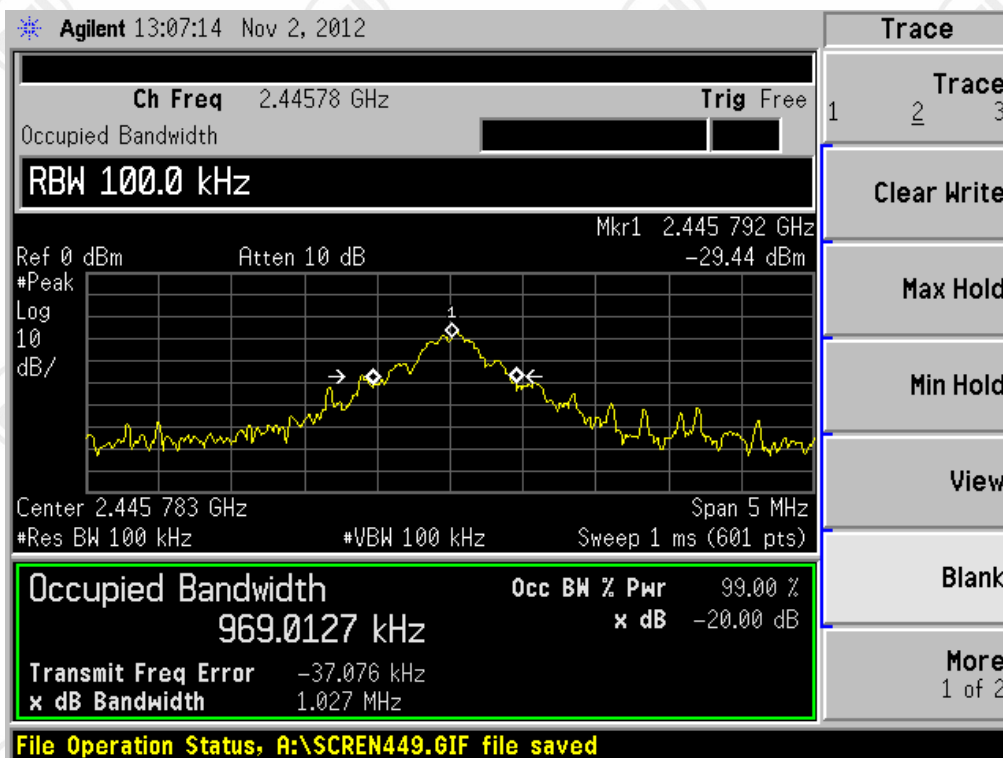 Agilent 13:07:14 Nov 2, 2012 Trace
Ch Freq 2.44578 GHz Trig Free
Occupied Bandwidth
Trace
1 2 3
RBW 100.0 kHz
Clear Write
Mkr1 2.445 792 GHz
Ref 0 dBm Atten 10 dB -29.44 dBm
#Peak
Log
10
dB/
1
Max Hold
Min Hold
View
Center 2.445 783 GHz Span 5 MHz
#Res BW 100 kHz #VBW 100 kHz Sweep 1 ms (601 pts)
Occupied Bandwidth Occ BW % Pwr 99.00 %
969.0127 kHz x dB -20.00 dB
Transmit Freq Error -37.076 kHz
x dB Bandwidth 1.027 MHz
Blank
More
1 of 2
File Operation Status, A:\SCREN449.GIF file saved